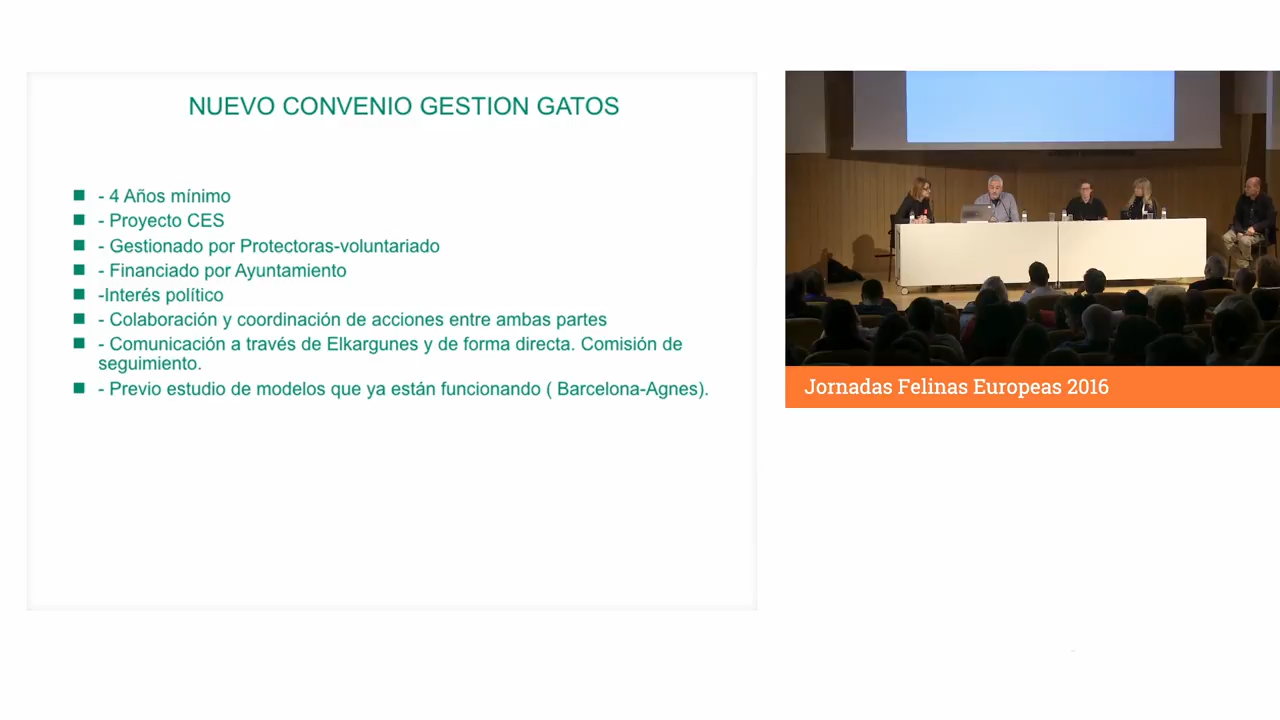 NUEVO CONVENIO GESTION GATOS
- 4 Años mínimo
- Proyecto CES
- Gestionado por Protectoras-voluntariado
- Financiado por Ayuntamiento
-Interés político
- Colaboración y coordinación de acciones entre ambas partes
- Comunicación a través de Elkargunes y de forma directa. Comisión de
seguimiento.
- Previo estudio de modelos que ya están funcionando ( Barcelona-Agnes).
Jornadas Felinas Europeas 2016